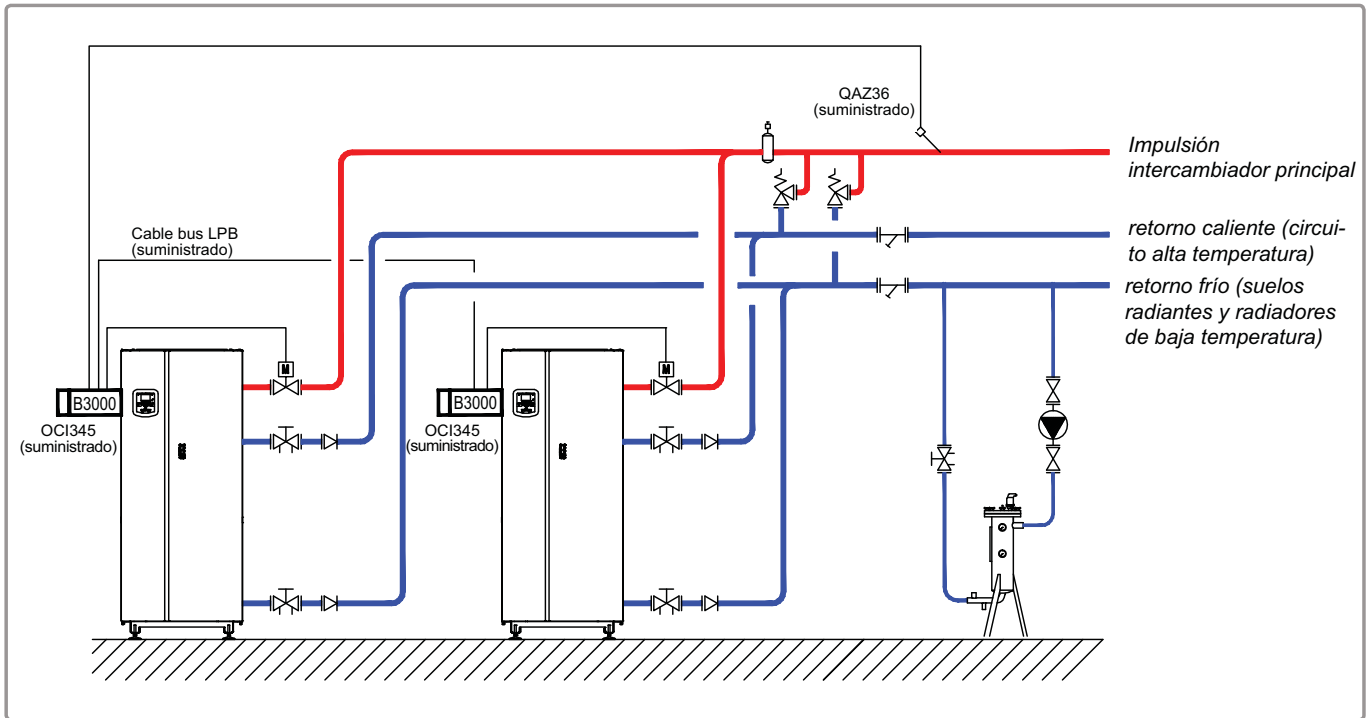 QAZ36
(suministrado)
Impulsión
intercambiador principal
Cable bus LPB
(suministrado)
retorno caliente (circui-
to alta temperatura)
retorno frío (suelos
radiantes y radiadores
de baja temperatura)
M
M
B3000
B3000
OCI345
(suministrado)
OCI345
(suministrado)